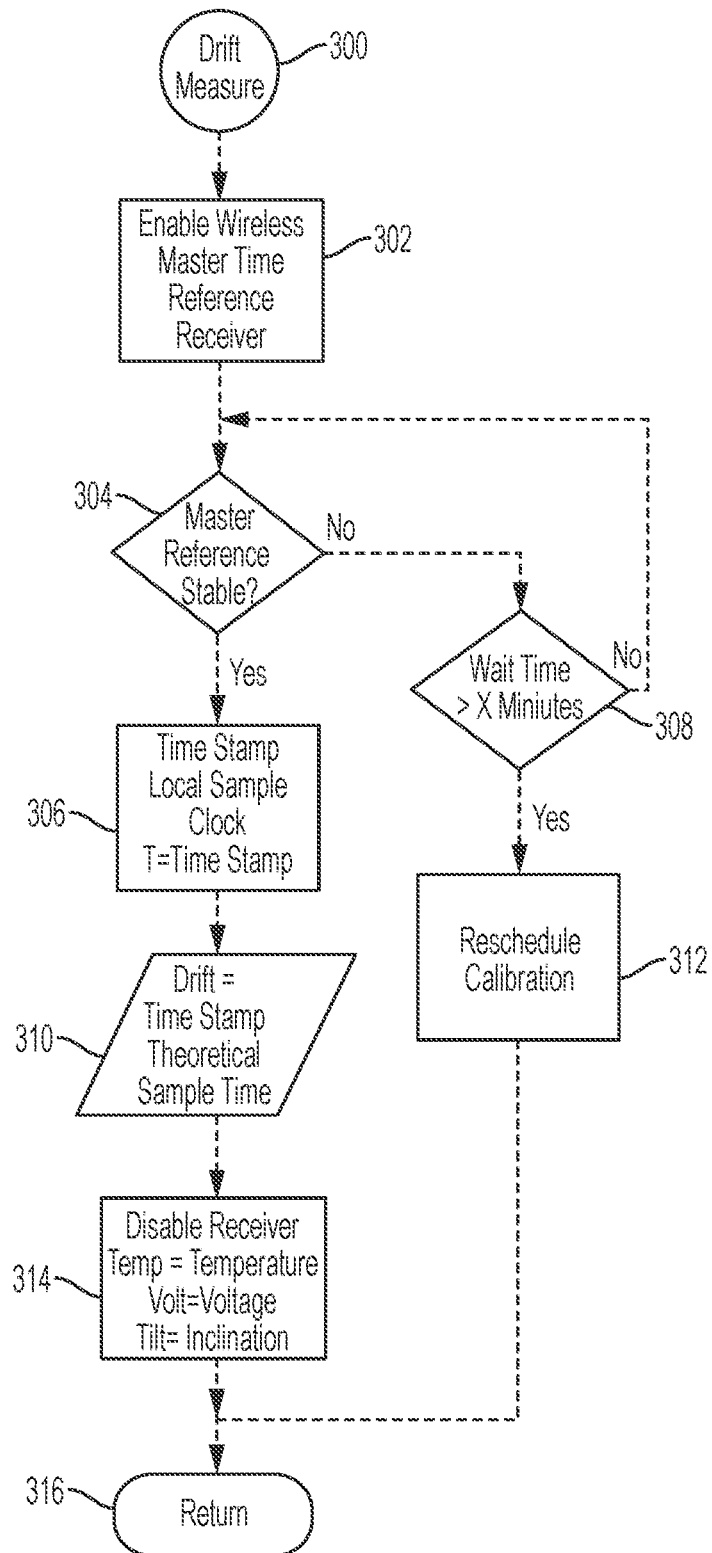 Drift
Measure
300
Enable Wireless
Master Time
Reference
Receiver
302
304
Master
Reference
Stable?
No
Yes
Wait Time
> X Miniutes
No
308
Yes
306
Time Stamp
Local Sample
Clock
T=Time Stamp
Reschedule
Calibration
312
310
Drift =
Time Stamp
Theoretical
Sample Time
314
Disable Receiver
Temp = Temperature
Volt=Voltage
Tilt= Inclination
316
Return